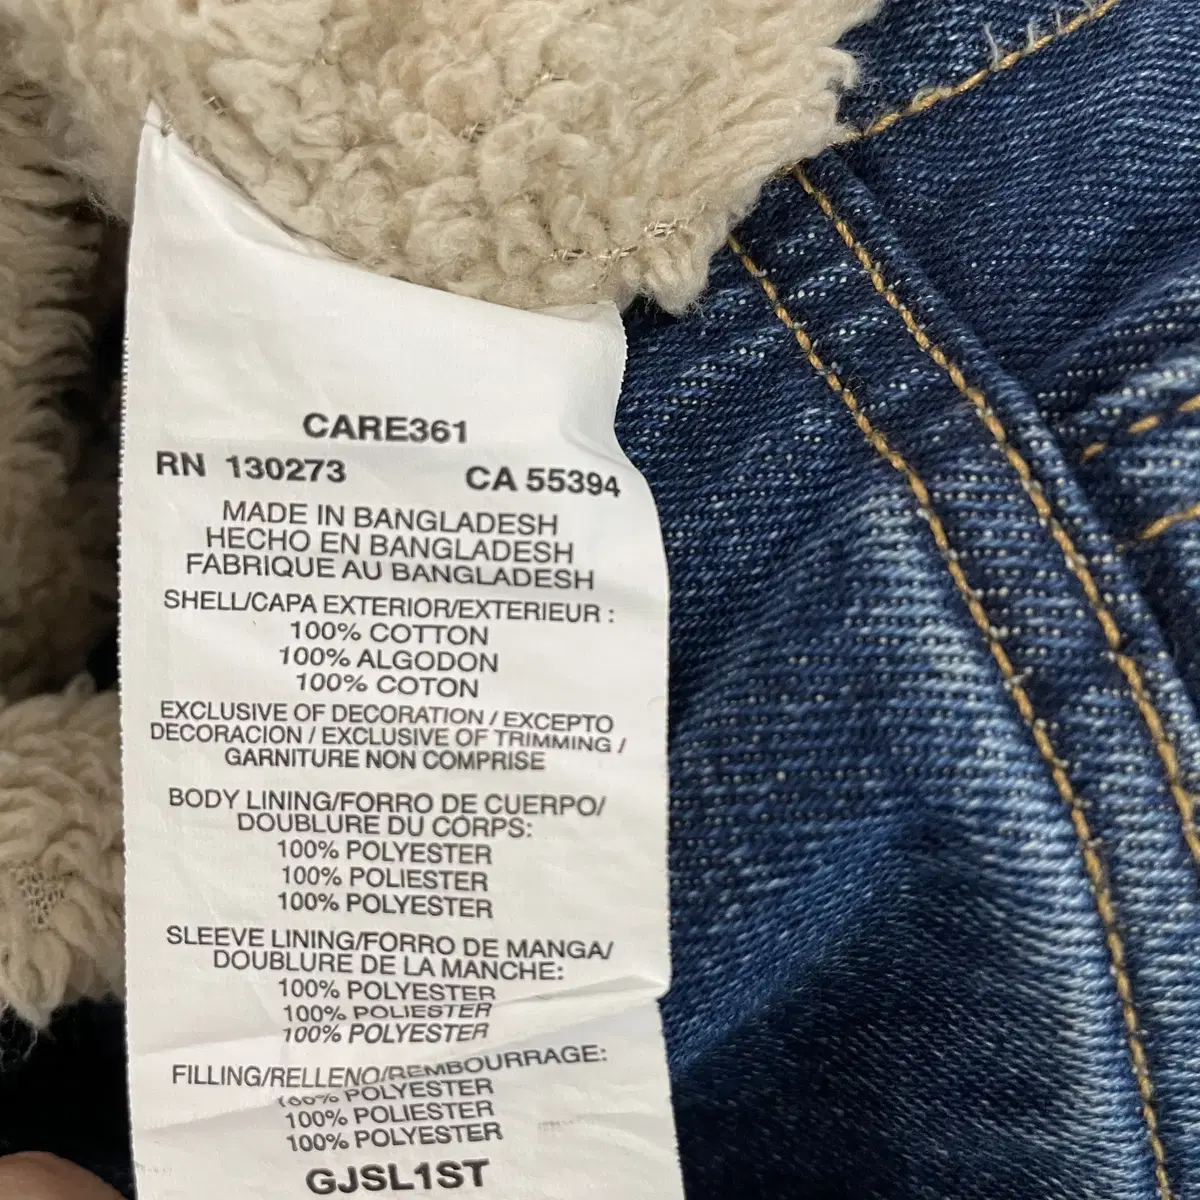 CARE361
RN 130273 CA 55394
MADE IN BANGLADESH
HECHO EN BANGLADESH
FABRIQUE AU BANGLADESH
SHELL/CAPA EXTERIOR/EXTERIEUR :
100% COTTON
100% ALGODON
100% COTON
EXCLUSIVE OF DECORATION / EXCEPTO
DECORACION / EXCLUSIVE OF TRIMMING /
GARNITURE NON COMPRISE
BODY LINING/FORRO DE CUERPO/
DOUBLURE DU CORPS:
100% POLYESTER
100% POLIESTER
100% POLYESTER
SLEEVE LINING/FORRO DE MANGA/
DOUBLURE DE LA MANCHE:
100% POLYESTER
100% POLIESTER
100% POLYESTER
FILLING/RELLENO/REMBOURRAGE:
100% POLYESTER
100% POLIESTER
100% POLYESTER
GJSL1ST